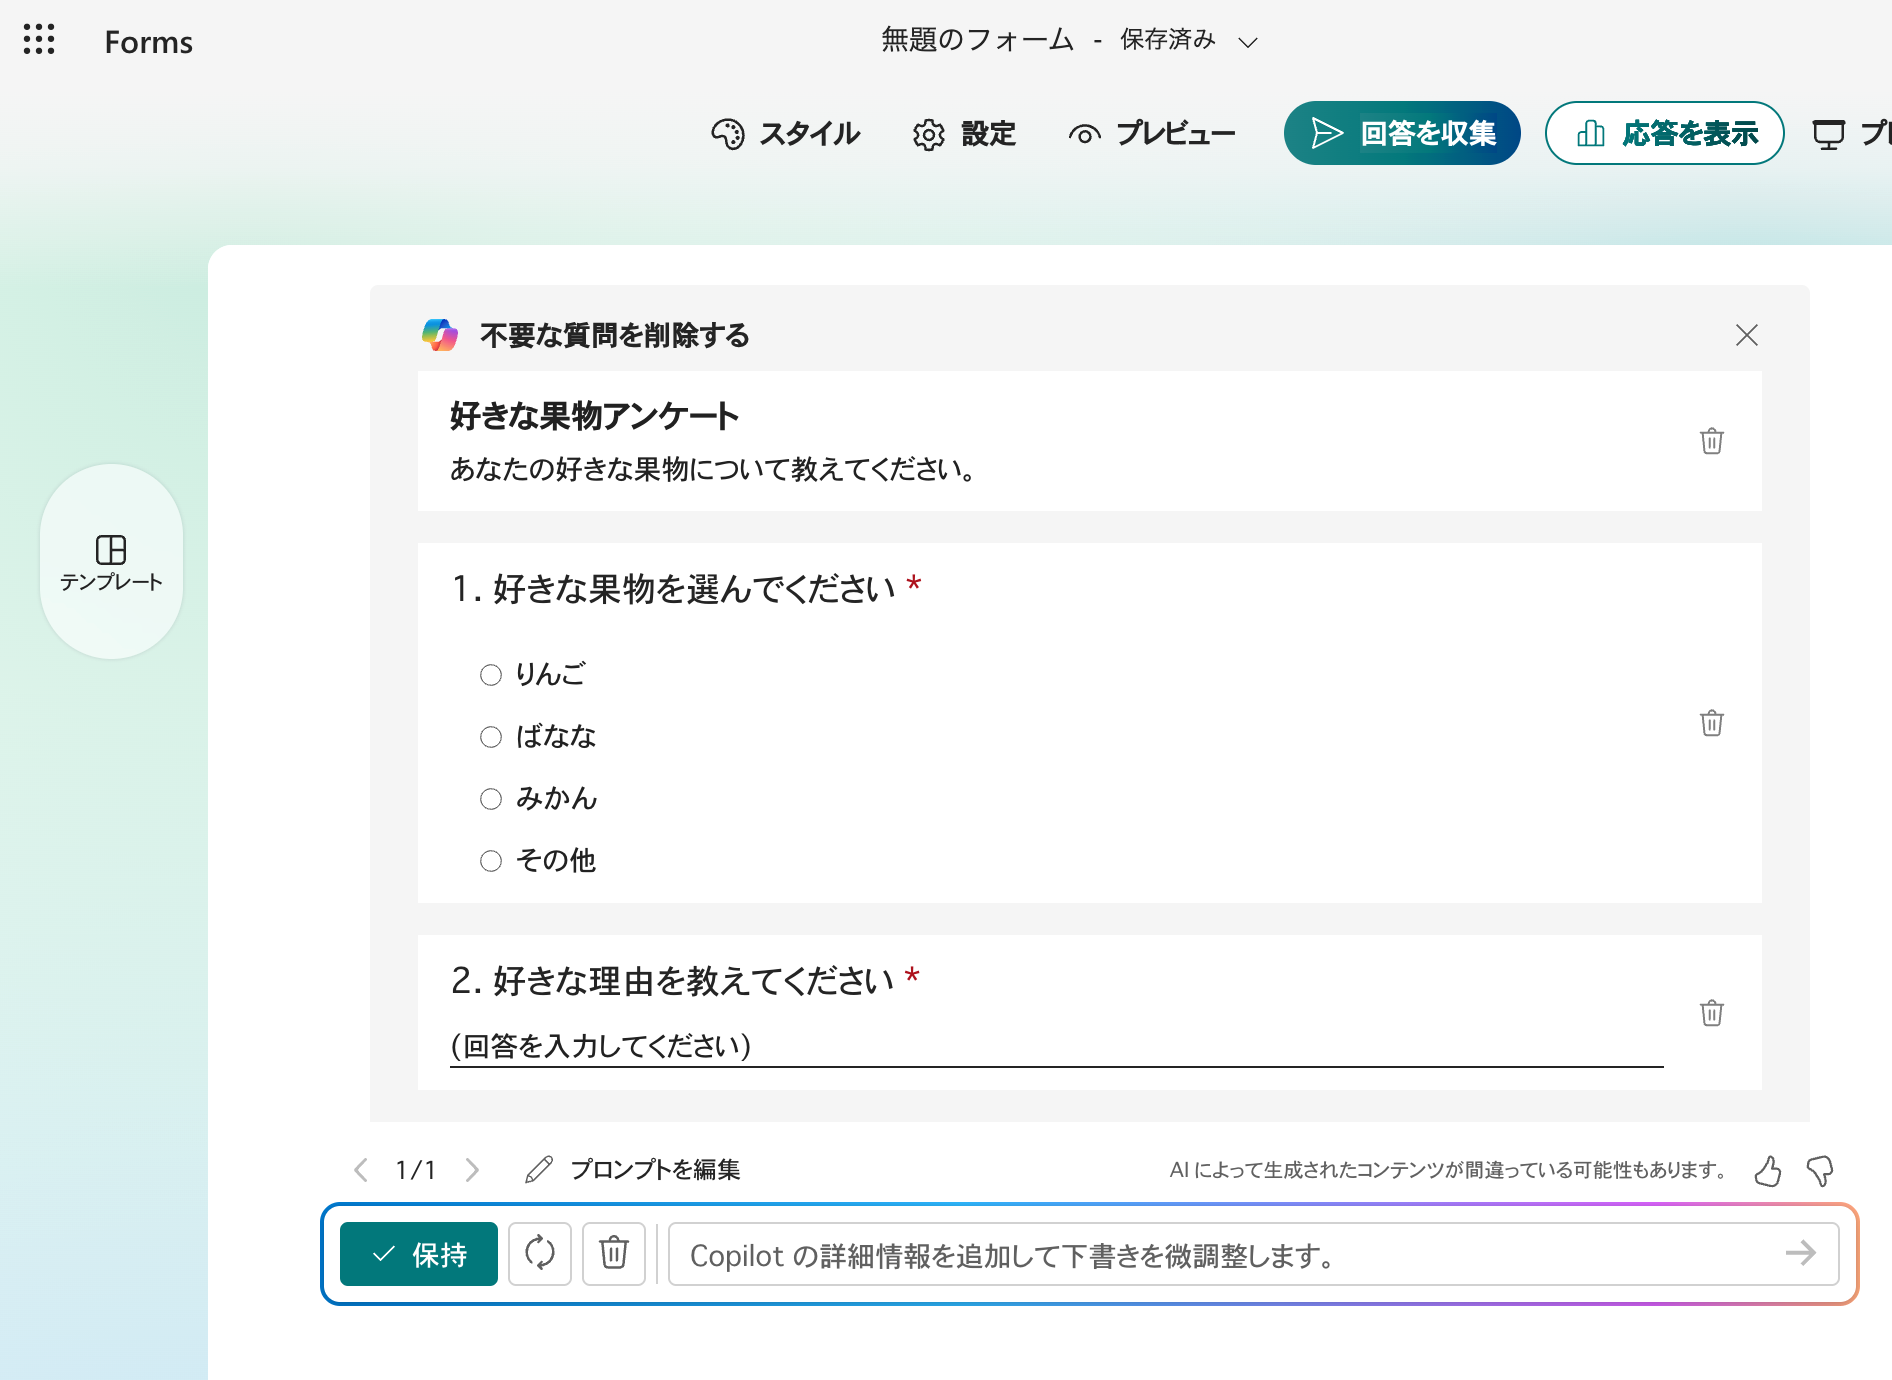 Forms
無題のフォーム - 保存済み
スタイル 設定 プレビュー 回答を収集 応答を表示
不要な質問を削除する
好きな果物アンケート
あなたの好きな果物について教えてください。
テンプレート
1. 好きな果物を選んでください *
りんご
ばなな
みかん
その他
2. 好きな理由を教えてください *
(回答を入力してください)
1/1 プロンプトを編集 AI によって生成されたコンテンツが間違っている可能性もあります。
保持 Copilot の詳細情報を追加して下書きを微調整します。